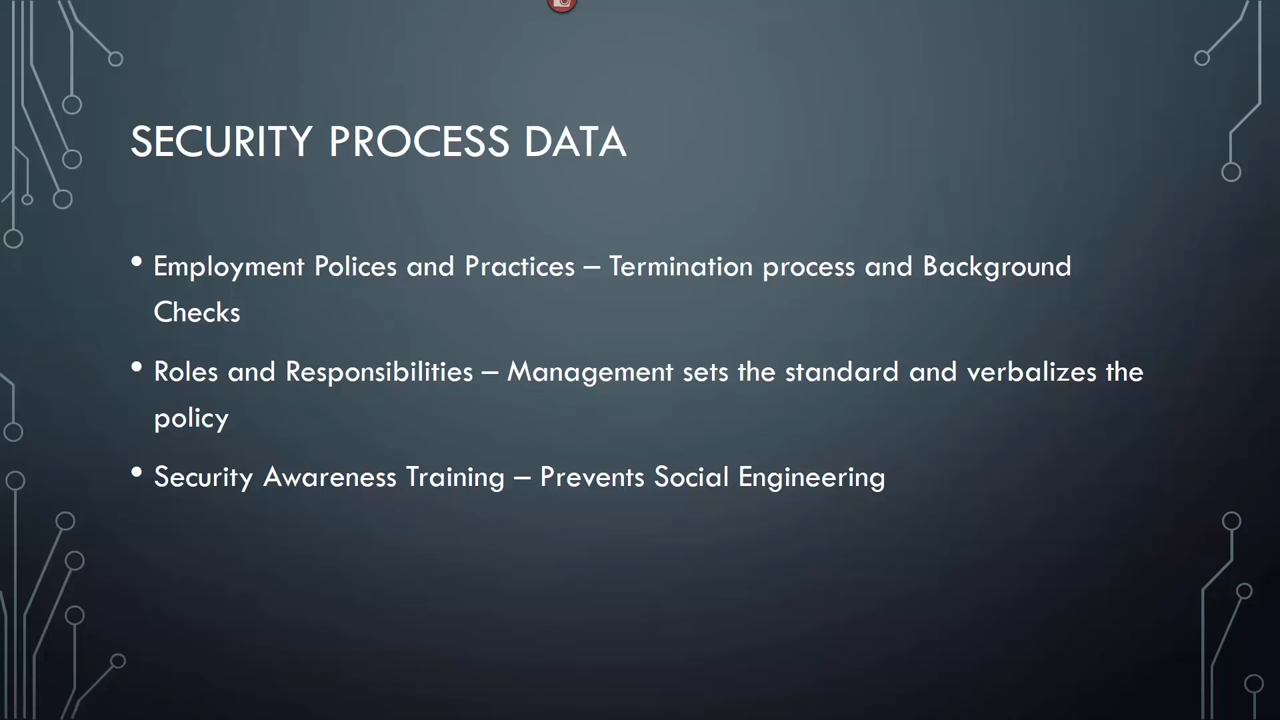 SECURITY PROCESS DATA
• Employment Polices and Practices – Termination process and Background
Checks
• Roles and Responsibilities – Management sets the standard and verbalizes the
policy
• Security Awareness Training – Prevents Social Engineering